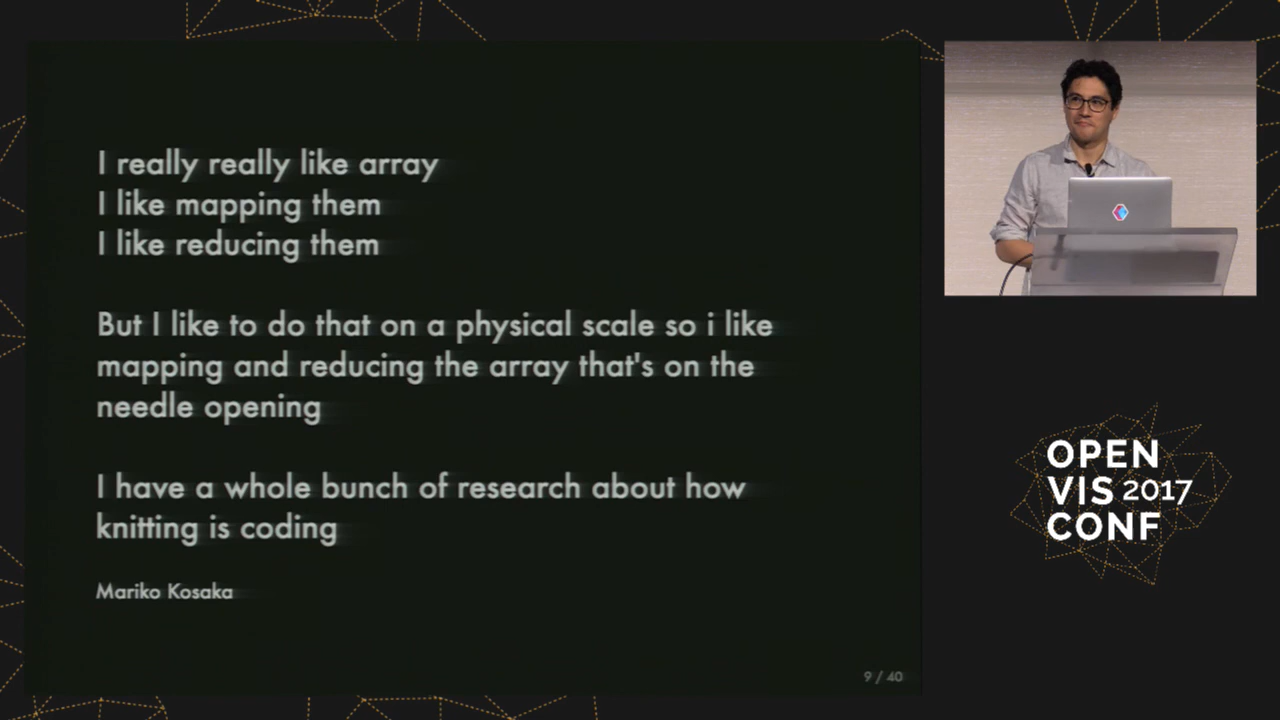 I really really like array
I like mapping them
I like reducing them
But I like to do that on a physical scale so i like
mapping and reducing the array that's on the
needle opening
I have a whole bunch of research about how
knitting is coding
Mariko Kosaka
9 / 40
OPEN
VIS 2017
CONF